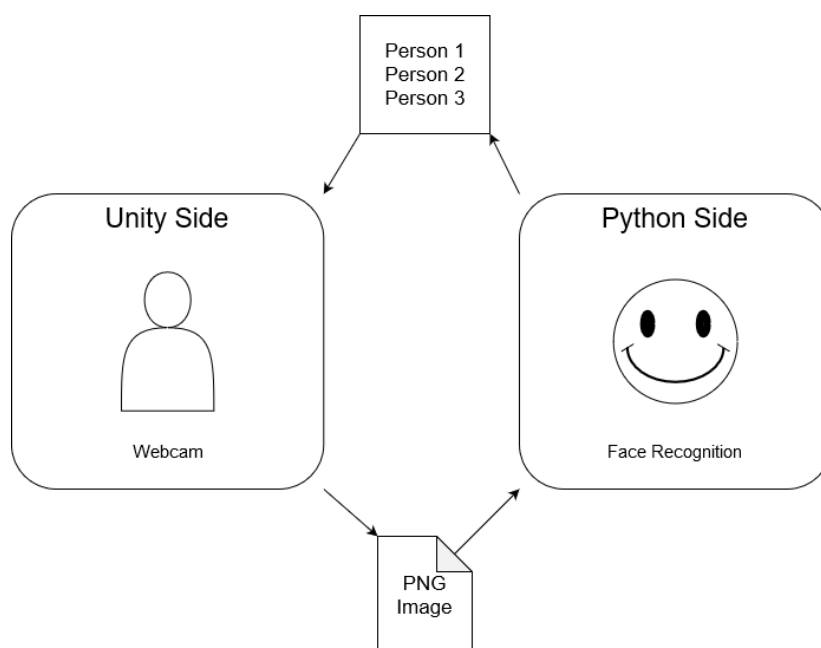 Person 1
Person 2
Person 3
Unity Side
Python Side
Webcam
Face Recognition
PNG
Image